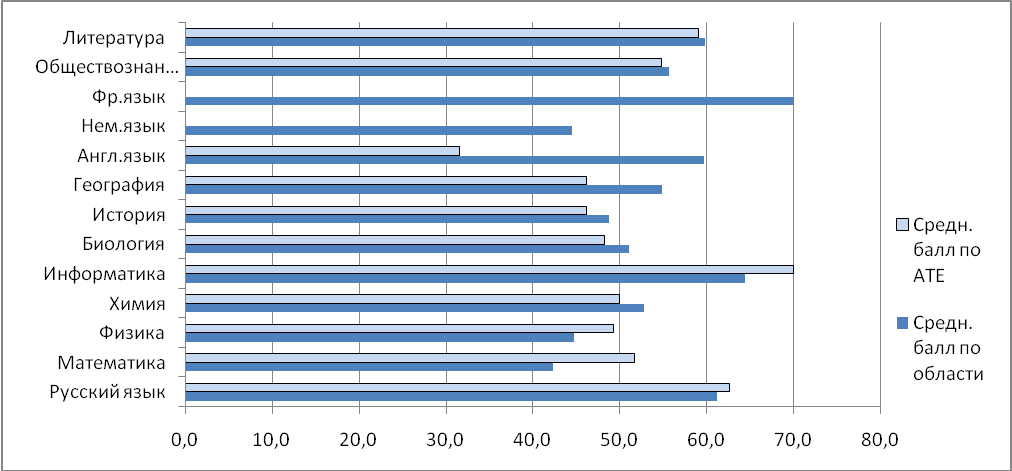 Литература
Обществознан...
Фр.язык
Нем.язык
Англ.язык
География
История
Биология
Информатика
Химия
Физика
Математика
Русский язык
0,0 10,0 20,0 30,0 40,0 50,0 60,0 70,0 80,0
Средн.
балл по
АТЕ
Средн.
балл по
области